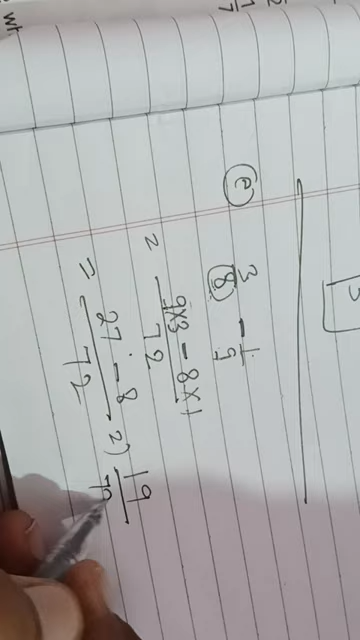 (e) 3/8 - 1/9
= 9×3 - 8×1 / 72
= 27 - 8 / 72 => 19/72